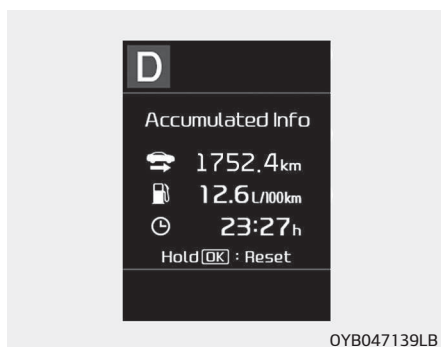 D
Accumulated Info
1752.4km
12.6L/100km
23:27h
Hold[OK] : Reset
OYB047139LB